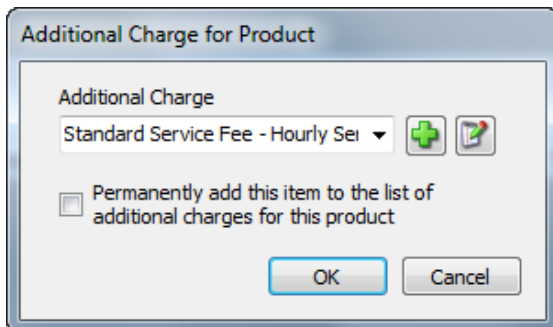 Additional Charge for Product
Additional Charge
Standard Service Fee - Hourly Ser
Permanently add this item to the list of
additional charges for this product
OK
Cancel